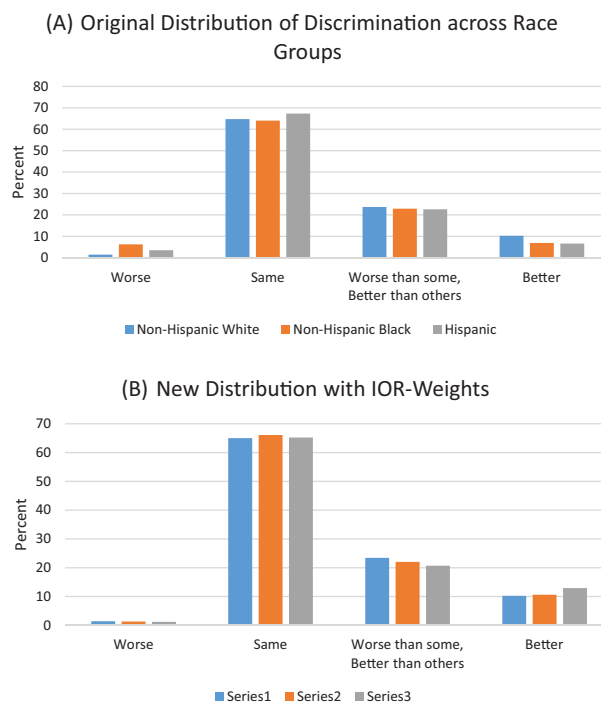 (A) Original Distribution of Discrimination across Race
Groups
80
70
60
50
40
30
20
10
0
Percent
Worse
Same
Worse than some,
Better than others
Better
Non-Hispanic White
Non-Hispanic Black
Hispanic
(B) New Distribution with IOR-Weights
70
60
50
40
30
20
10
0
Percent
Worse
Same
Worse than some,
Better than others
Better
Series1
Series2
Series3